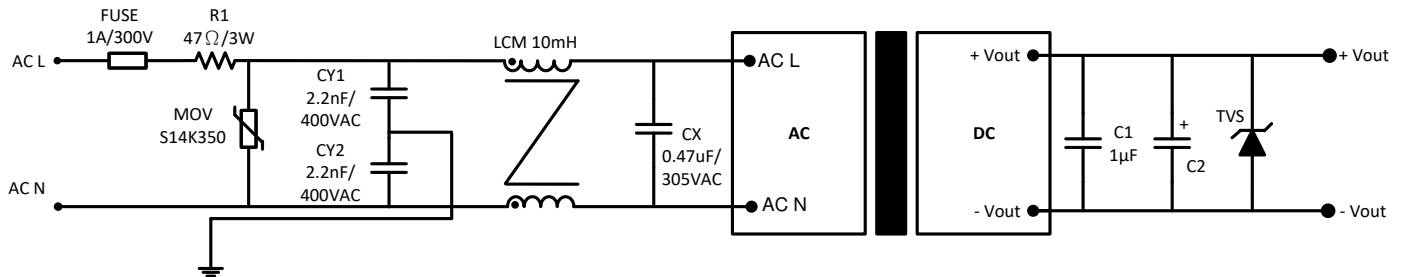 FUSE
1A/300V
R1
47Ω/3W
LCM 10mH
AC L
AC L
+ Vout
+ Vout
CY1
2.2nF/
400VAC
MOV
S14K350
CX
0.47uF/
305VAC
AC
DC
C1
1μF
+
C2
TVS
CY2
2.2nF/
400VAC
AC N
AC N
- Vout
- Vout